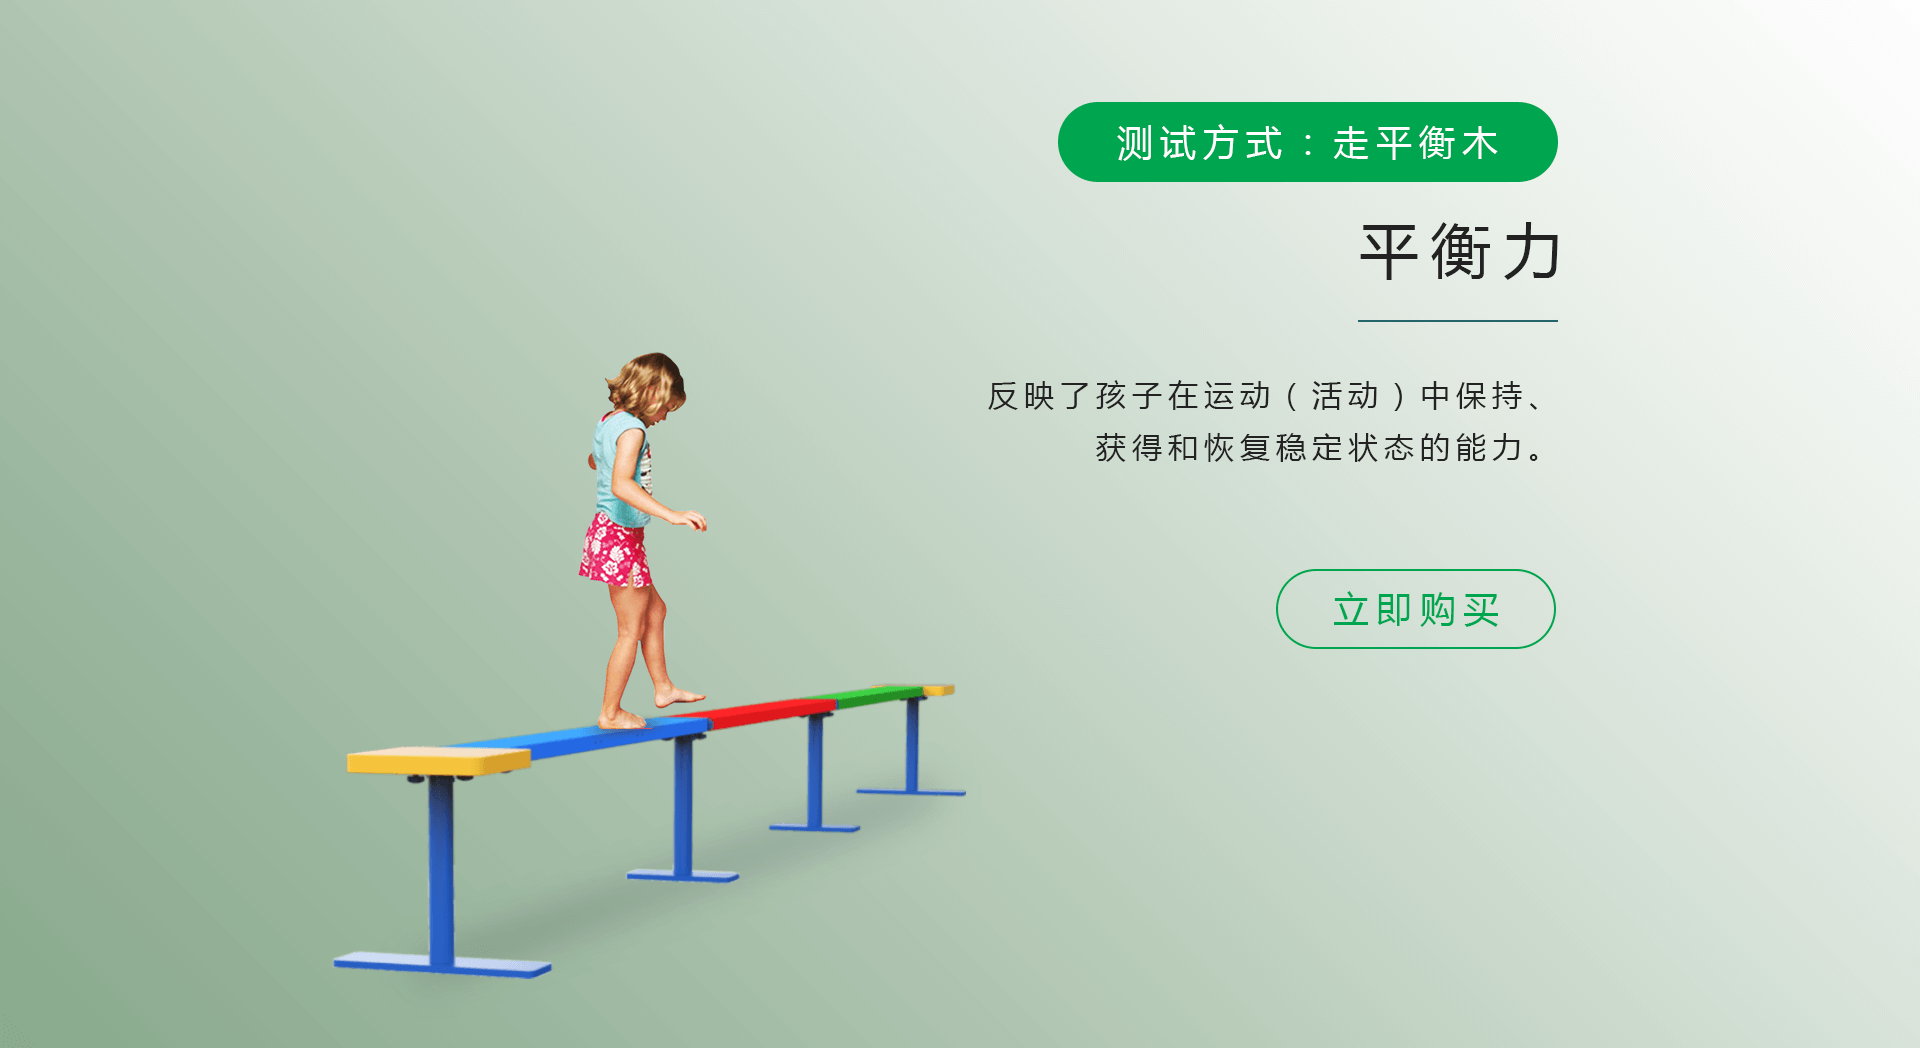 测试方式：走平衡木
平衡力
反映了孩子在运动（活动）中保持、
获得和恢复稳定状态的能力。
立即购买